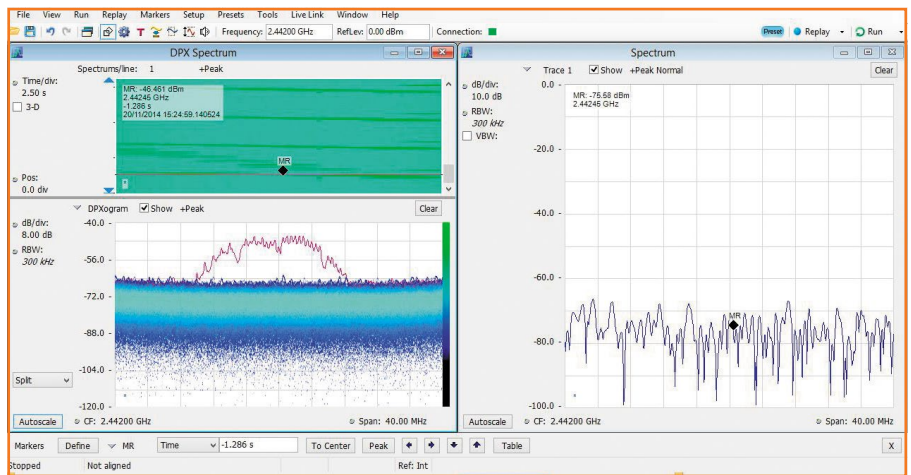 File View Run Replay Markers Setup Presets Tools Live Link Window Help
T Frequency: 2.44200 GHz RefLev: 0.00 dBm Connection: Preset Replay Run
DPX Spectrum
Spectrums/line: 1 +Peak
Time/div:
2.50 s
3-D
MR: -46.461 dBm
2.44245 GHz
-1.286 s
20/11/2014 15:24:59.140524
MR
Pos:
0.0 div
DPXogram Show +Peak Clear
dB/div:
8.00 dB
RBW:
300 kHz
-40.0
-56.0
-72.0
-88.0
-104.0
-120.0
Split
Autoscale CF: 2.44200 GHz Span: 40.00 MHz
Spectrum
Trace 1 Show +Peak Normal Clear
dB/div:
10.0 dB
RBW:
300 kHz
VBW:
MR: -76.68 dBm
2.44245 GHz
0.0
-20.0
-40.0
-60.0
MR
-80.0
-100.0
Autoscale CF: 2.44200 GHz Span: 40.00 MHz
Markers Define MR Time -1.286 s To Center Peak Table X
Stopped Not aligned Ref: Int